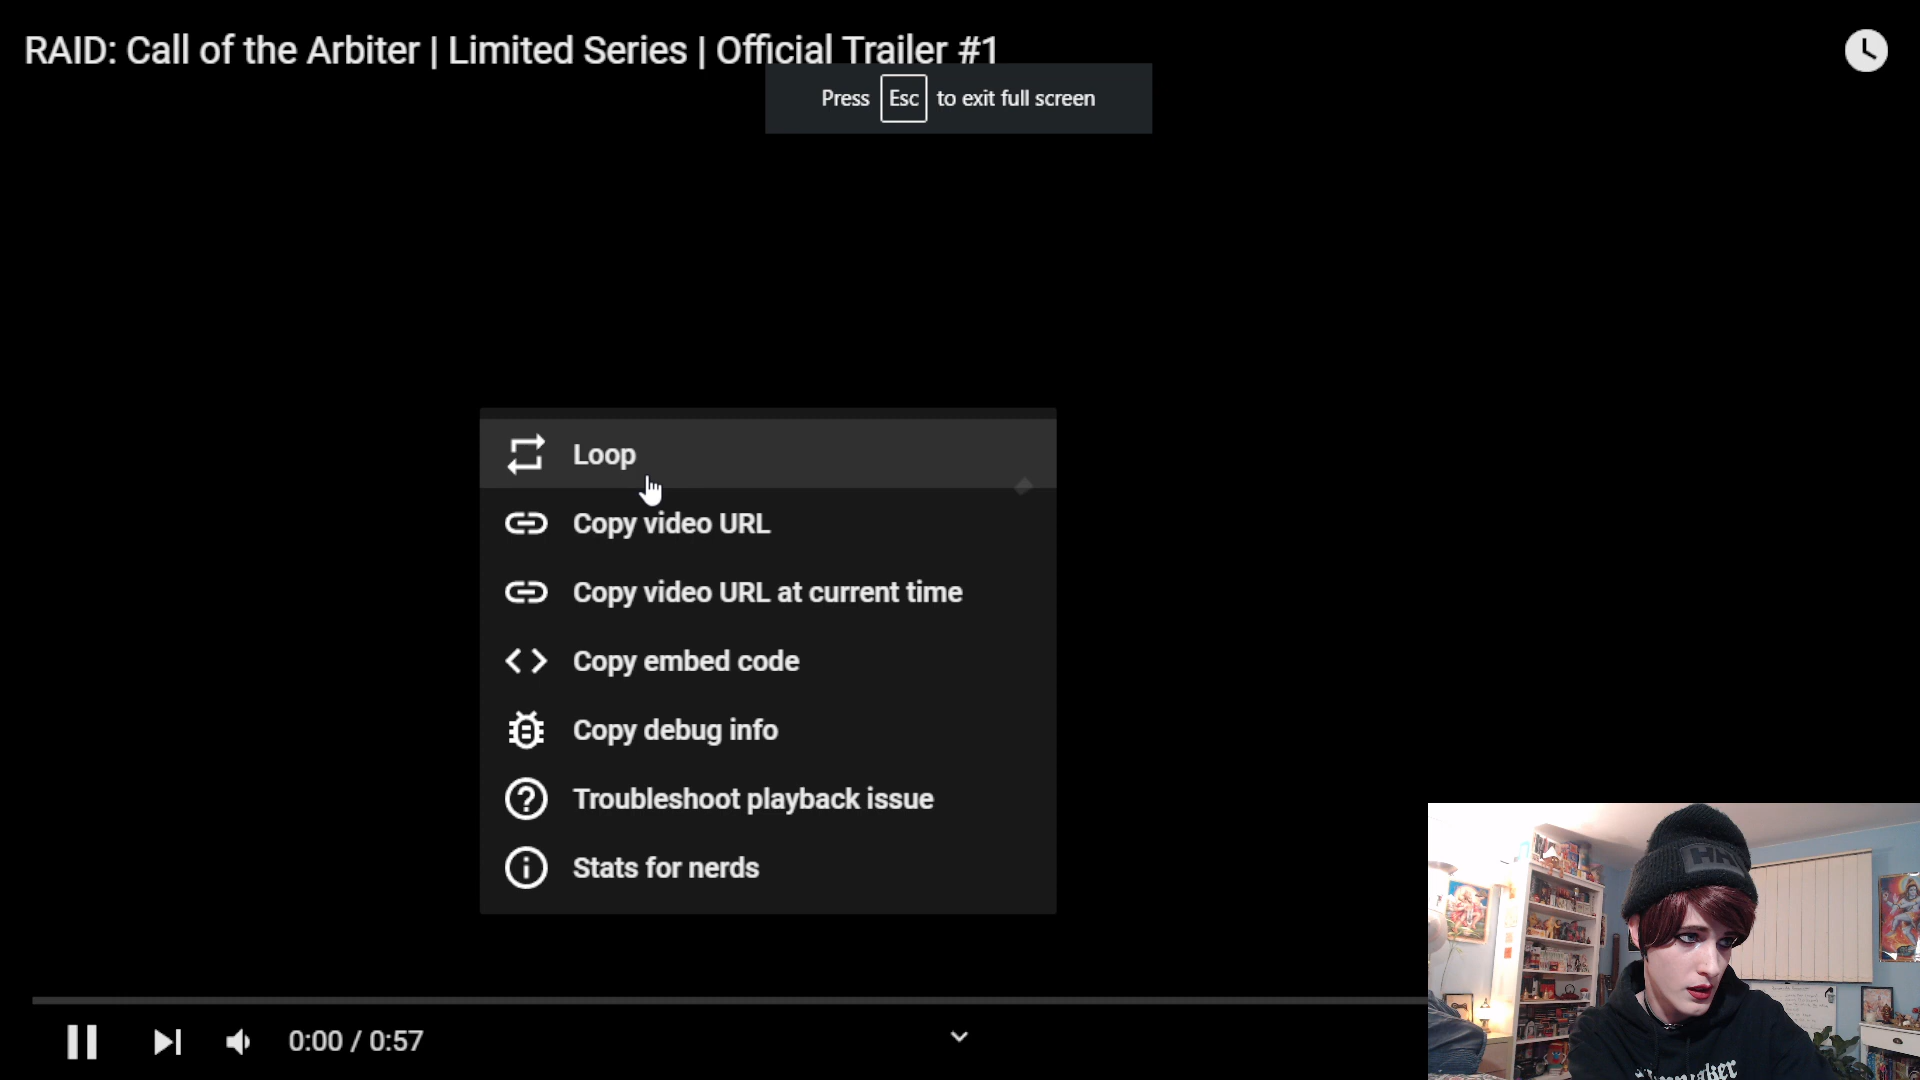 RAID: Call of the Arbiter | Limited Series | Official Trailer #1
Press Esc to exit full screen
Loop
Copy video URL
Copy video URL at current time
Copy embed code
Copy debug info
Troubleshoot playback issue
Stats for nerds
0:00 / 0:57
HH